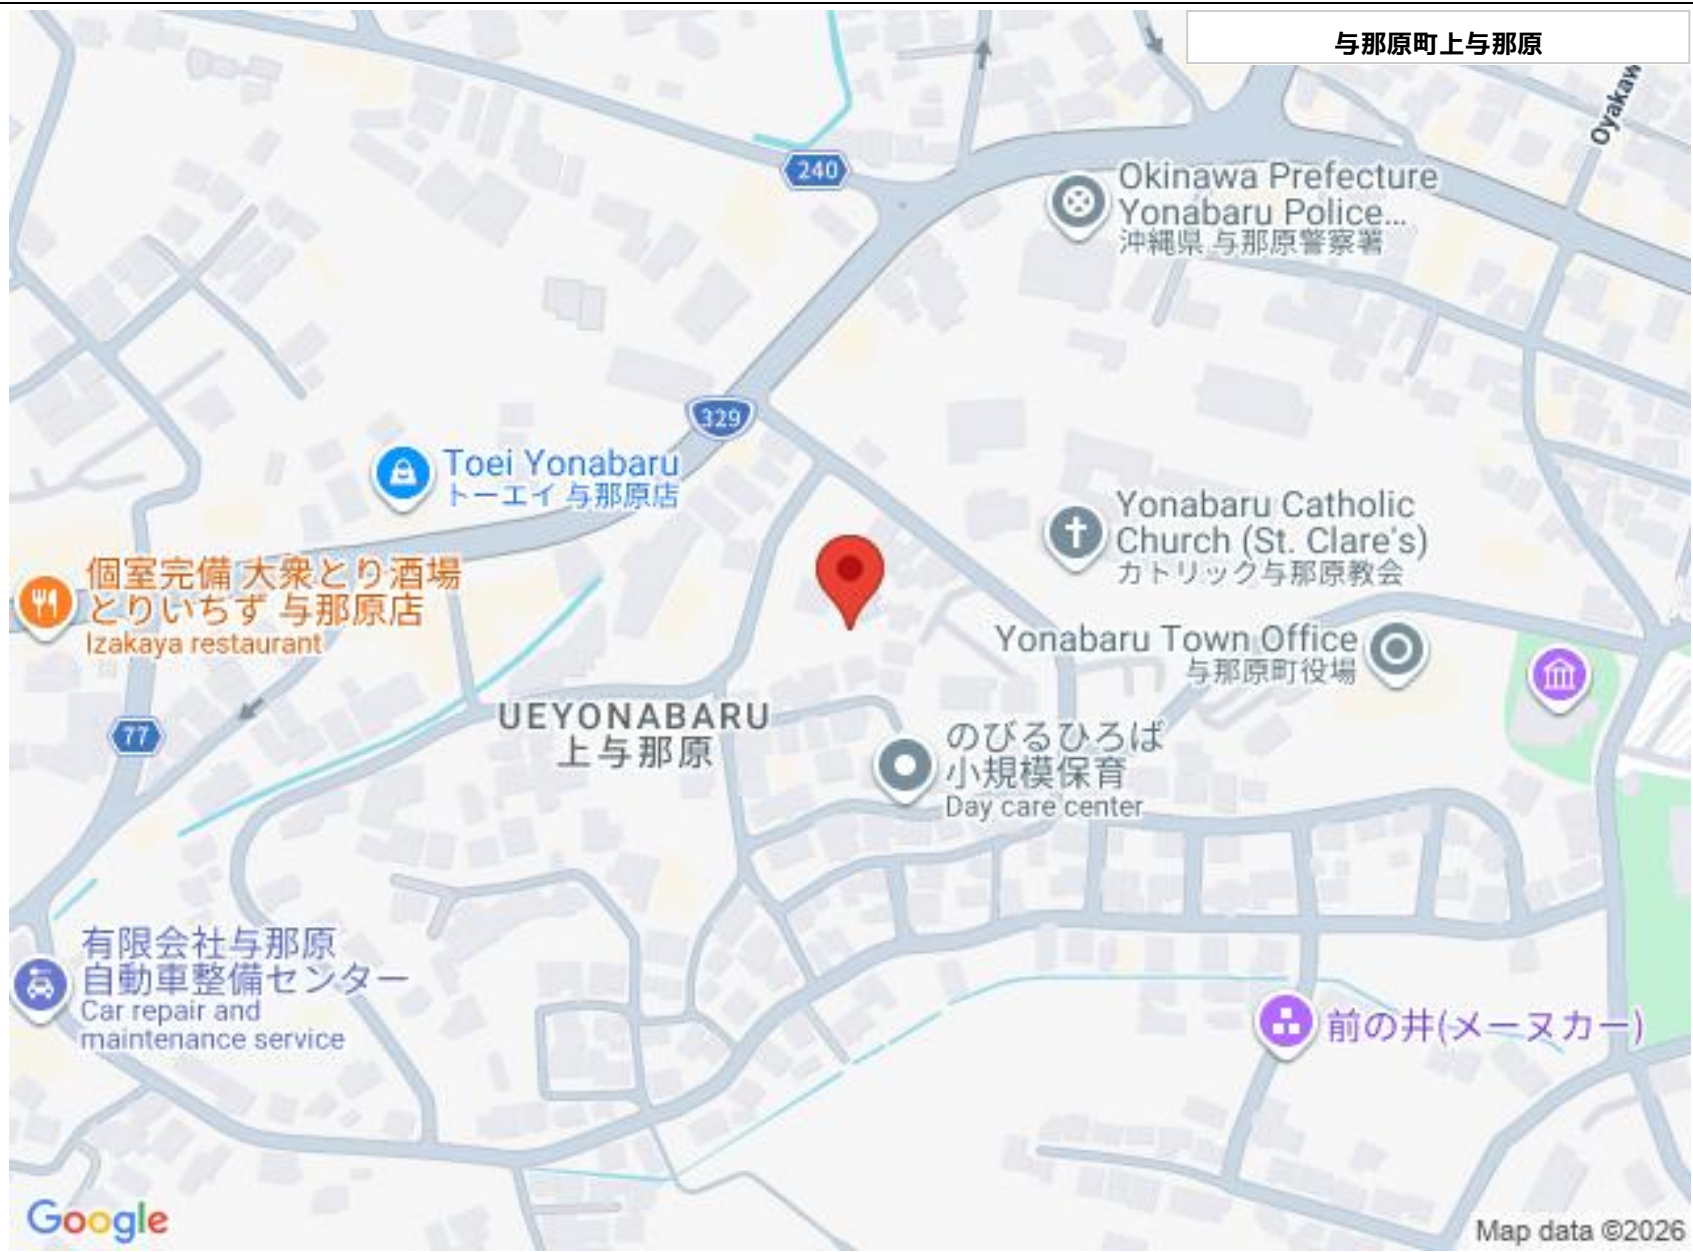 与那原町上与那原
Oyakaw
240
Okinawa Prefecture
Yonabaru Police...
沖縄県 与那原警察署
329
Toei Yonabaru
トーエイ 与那原店
Yonabaru Catholic
Church (St. Clare's)
カトリック与那原教会
個室完備 大衆とり酒場
とりいちず 与那原店
Izakaya restaurant
Yonabaru Town Office
与那原町役場
77
UEYONABARU
上与那原
のびるひろば
小規模保育
Day care center
有限会社与那原
自動車整備センター
Car repair and
maintenance service
前の井(メーヌカー)
Google
Map data ©2026